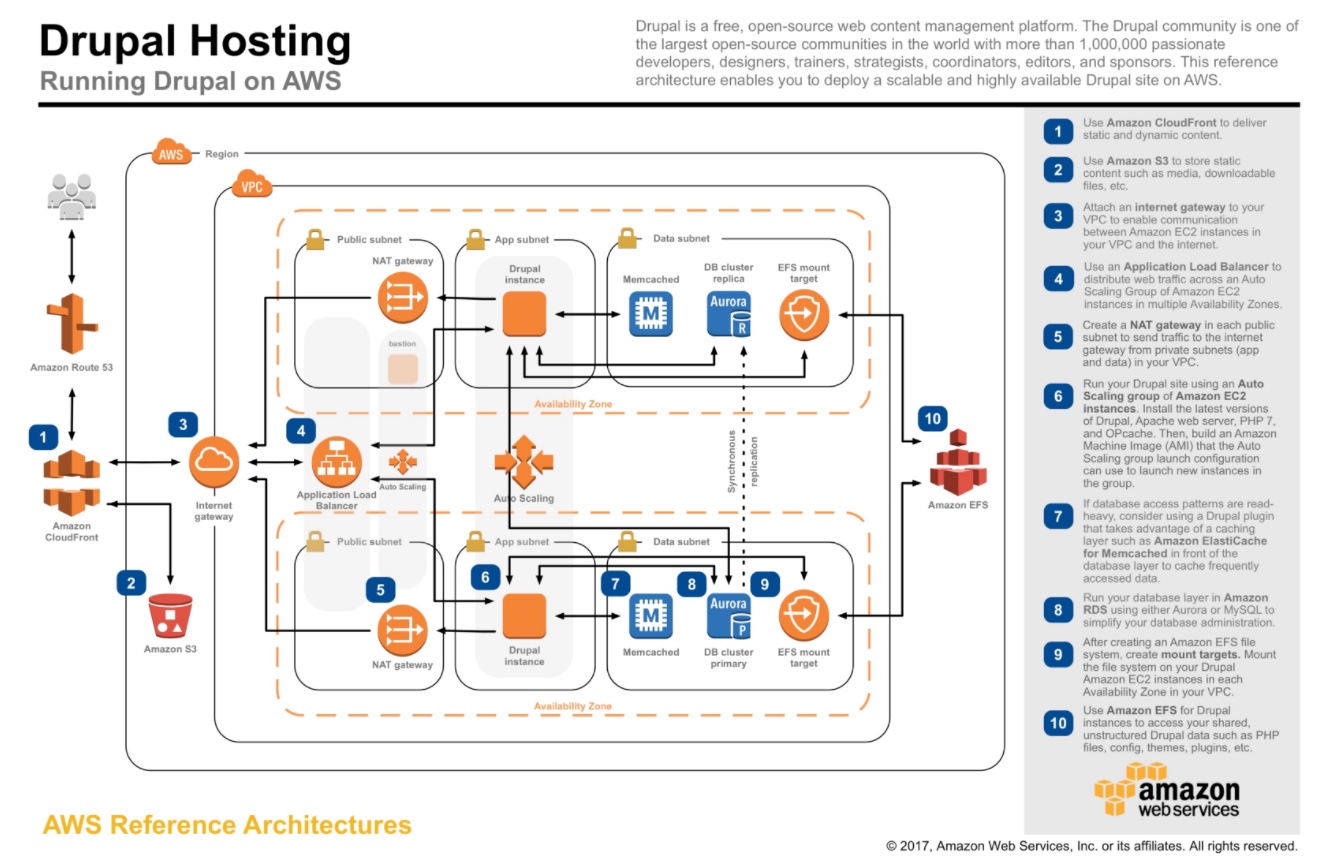 Drupal Hosting
Running Drupal on AWS
Drupal is a free, open-source web content management platform. The Drupal community is one of
the largest open-source communities in the world with more than 1,000,000 passionate
developers, designers, trainers, strategists, coordinators, editors, and sponsors. This reference
architecture enables you to deploy a scalable and highly available Drupal site on AWS.
AWS
Region
VPC
Public subnet
App subnet
Data subnet
NAT gateway
Drupal
instance
Memcached
DB cluster
replica
EFS mount
target
M
Aurora
R
bastion
Amazon Route 53
Availability Zone
1
3
4
10
Internet
gateway
Application Load
Balancer
Auto Scaling
Auto Scaling
Synchronous
replication
Amazon EFS
Amazon
CloudFront
2
Amazon S3
Public subnet
App subnet
Data subnet
5
6
7
8
9
M
Aurora
P
NAT gateway
Drupal
instance
Memcached
DB cluster
primary
EFS mount
target
Availability Zone
1
Use Amazon CloudFront to deliver
static and dynamic content.
2
Use Amazon S3 to store static
content such as media, downloadable
files, etc.
3
Attach an internet gateway to your
VPC to enable communication
between Amazon EC2 instances in
your VPC and the internet.
4
Use an Application Load Balancer to
distribute web traffic across an Auto
Scaling Group of Amazon EC2
instances in multiple Availability Zones.
5
Create a NAT gateway in each public
subnet to send traffic to the internet
gateway from private subnets (app
and data) in your VPC.
6
Run your Drupal site using an Auto
Scaling group of Amazon EC2
instances. Install the latest versions
of Drupal, Apache web server, PHP 7,
and OPcache. Then, build an Amazon
Machine Image (AMI) that the Auto
Scaling group launch configuration
can use to launch new instances in
the group.
7
If database access patterns are read-
heavy, consider using a Drupal plugin
that takes advantage of a caching
layer such as Amazon ElastiCache
for Memcached in front of the
database layer to cache frequently
accessed data.
8
Run your database layer in Amazon
RDS using either Aurora or MySQL to
simplify your database administration.
9
After creating an Amazon EFS file
system, create mount targets. Mount
the file system on your Drupal
Amazon EC2 instances in each
Availability Zone in your VPC.
10
Use Amazon EFS for Drupal
instances to access your shared,
unstructured Drupal data such as PHP
files, config, themes, plugins, etc.
amazon
web services
AWS Reference Architectures
© 2017, Amazon Web Services, Inc. or its affiliates. All rights reserved.